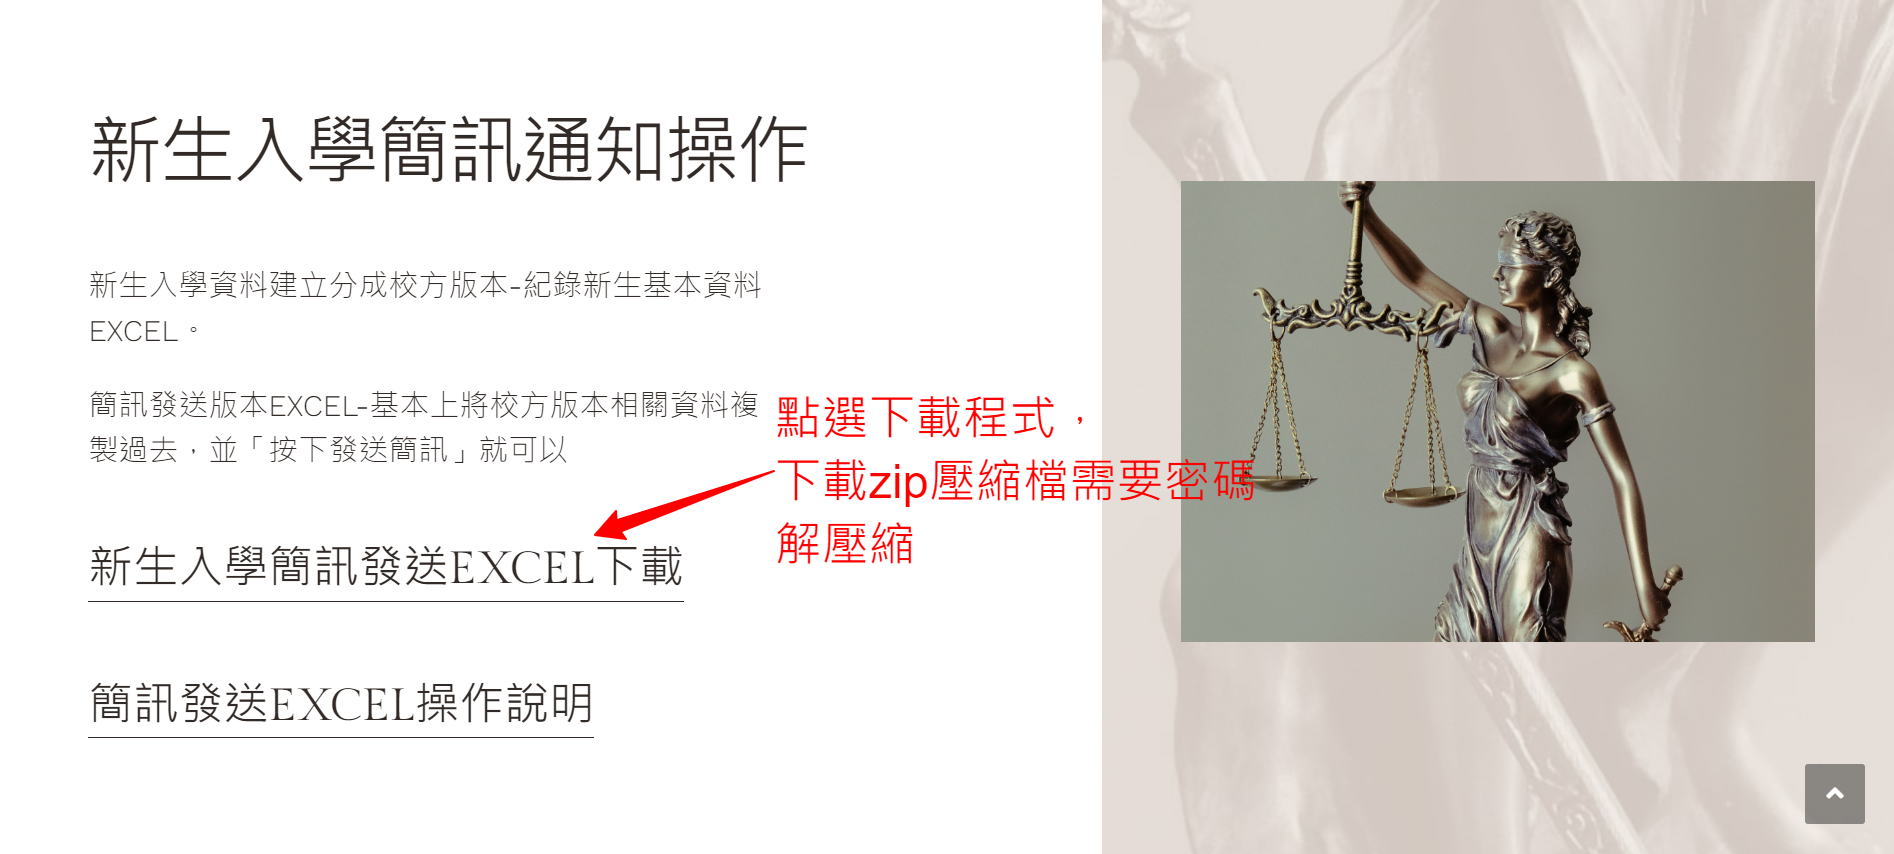 新生入學簡訊通知操作
新生入學資料建立分成校方版本-紀錄新生基本資料
EXCEL。
簡訊發送版本EXCEL-基本上將校方版本相關資料複
製過去，並「按下發送簡訊」就可以
點選下載程式，
下載zip壓縮檔需要密碼
解壓縮
新生入學簡訊發送EXCEL下載
簡訊發送EXCEL操作說明